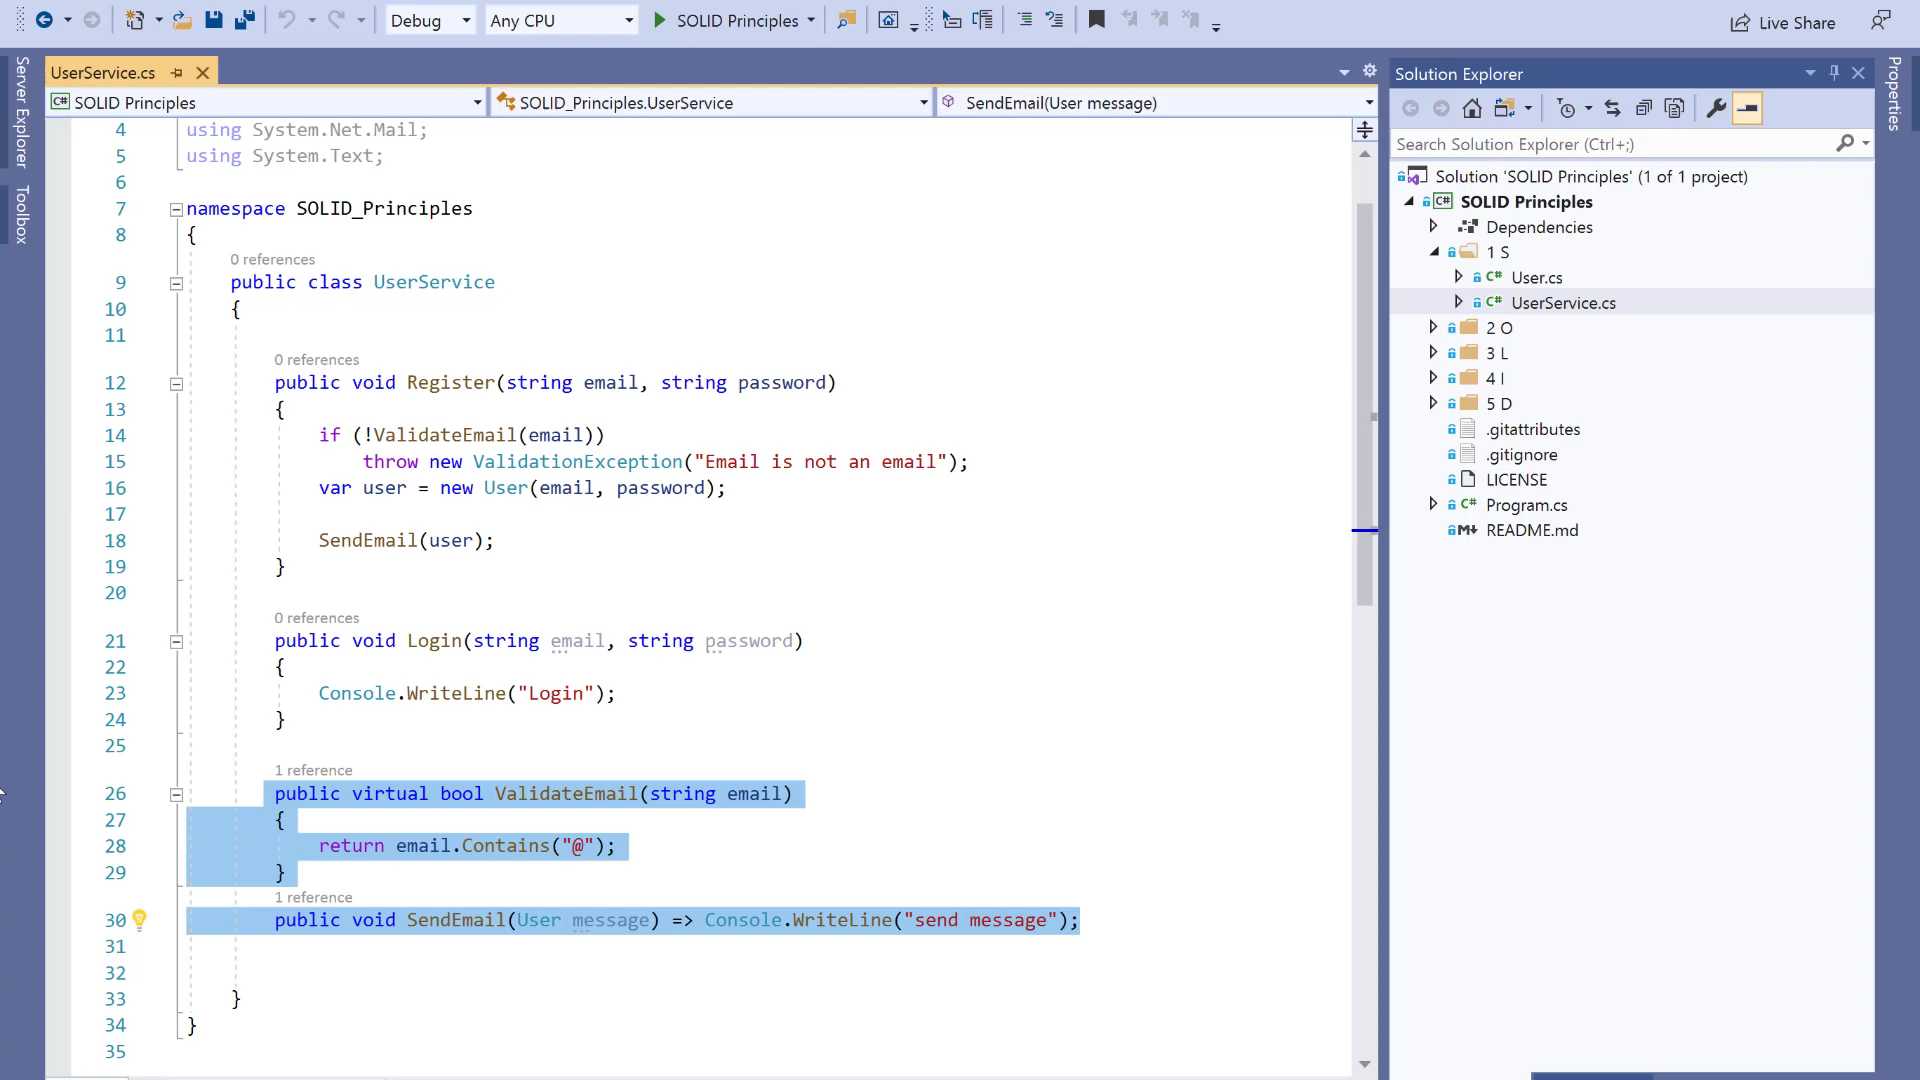 Debug
Any CPU
SOLID Principles
Live Share
Server Explorer
Toolbox
UserService.cs
SOLID Principles
SOLID_Principles.UserService
SendEmail(User message)
4 using System.Net.Mail;
5 using System.Text;
6
7 namespace SOLID_Principles
8 {
0 references
9 public class UserService
10 {
11
0 references
12 public void Register(string email, string password)
13 {
14 if (!ValidateEmail(email))
15 throw new ValidationException("Email is not an email");
16 var user = new User(email, password);
17
18 SendEmail(user);
19 }
20
0 references
21 public void Login(string email, string password)
22 {
23 Console.WriteLine("Login");
24 }
25
1 reference
26 public virtual bool ValidateEmail(string email)
27 {
28 return email.Contains("@");
29 }
1 reference
30 public void SendEmail(User message) => Console.WriteLine("send message");
31
32
33 }
34 }
35
Solution Explorer
Search Solution Explorer (Ctrl+;)
Solution 'SOLID Principles' (1 of 1 project)
C# SOLID Principles
Dependencies
1 S
C# User.cs
C# UserService.cs
2 O
3 L
4 I
5 D
.gitattributes
.gitignore
LICENSE
C# Program.cs
README.md
Properties